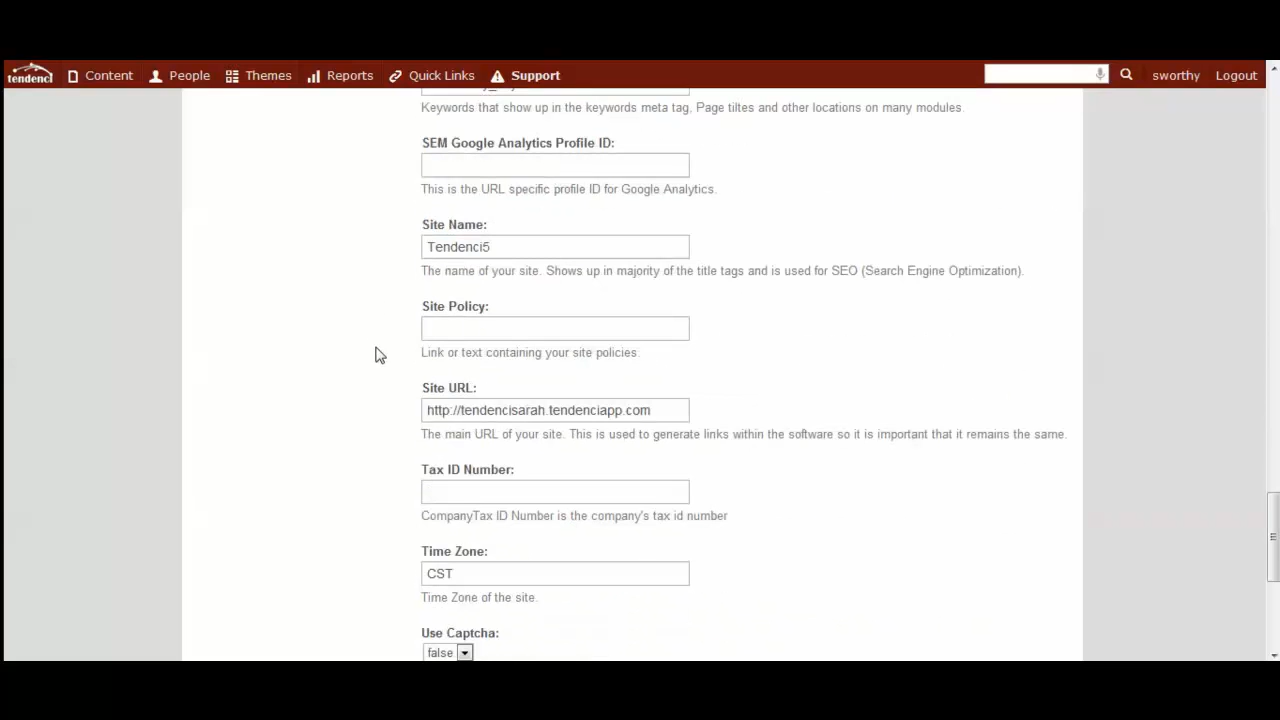 tendenci Content People Themes Reports Quick Links Support sworthy Logout
Keywords that show up in the keywords meta tag, Page tiltes and other locations on many modules.
SEM Google Analytics Profile ID:
This is the URL specific profile ID for Google Analytics.
Site Name:
Tendenci5
The name of your site. Shows up in majority of the title tags and is used for SEO (Search Engine Optimization).
Site Policy:
Link or text containing your site policies.
Site URL:
http://tendencisarah.tendenciapp.com
The main URL of your site. This is used to generate links within the software so it is important that it remains the same.
Tax ID Number:
CompanyTax ID Number is the company's tax id number
Time Zone:
CST
Time Zone of the site.
Use Captcha:
false